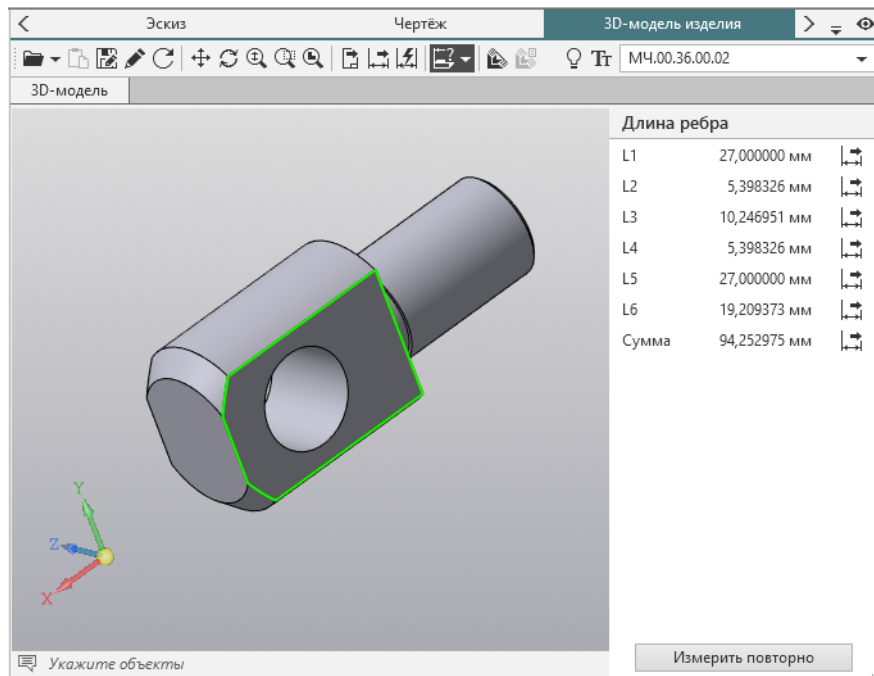 Эскиз Чертёж 3D-модель изделия
Тт МЧ.00.36.00.02
3D-модель
Длина ребра
L1 27,000000 мм
L2 5,398326 мм
L3 10,246951 мм
L4 5,398326 мм
L5 27,000000 мм
L6 19,209373 мм
Сумма 94,252975 мм
Y
Z
X
Укажите объекты
Измерить повторно